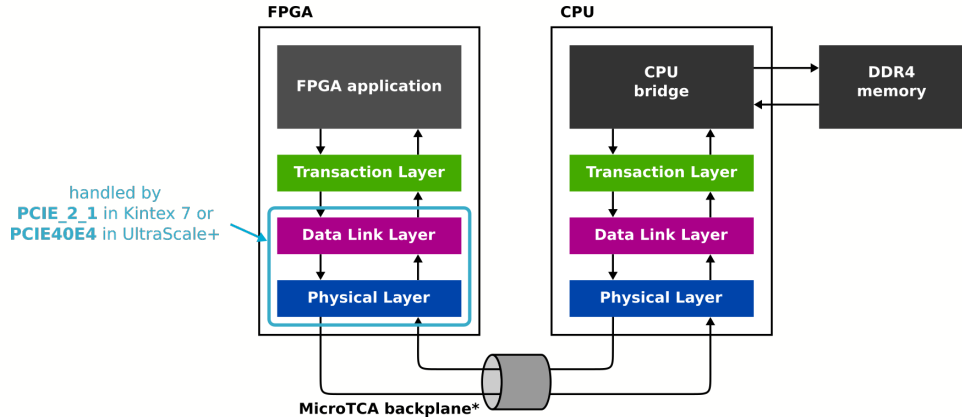 FPGA
CPU
FPGA application
CPU
bridge
DDR4
memory
Transaction Layer
Transaction Layer
handled by
PCIE_2_1 in Kintex 7 or
PCIE40E4 in UltraScale+
Data Link Layer
Data Link Layer
Physical Layer
Physical Layer
MicroTCA backplane*